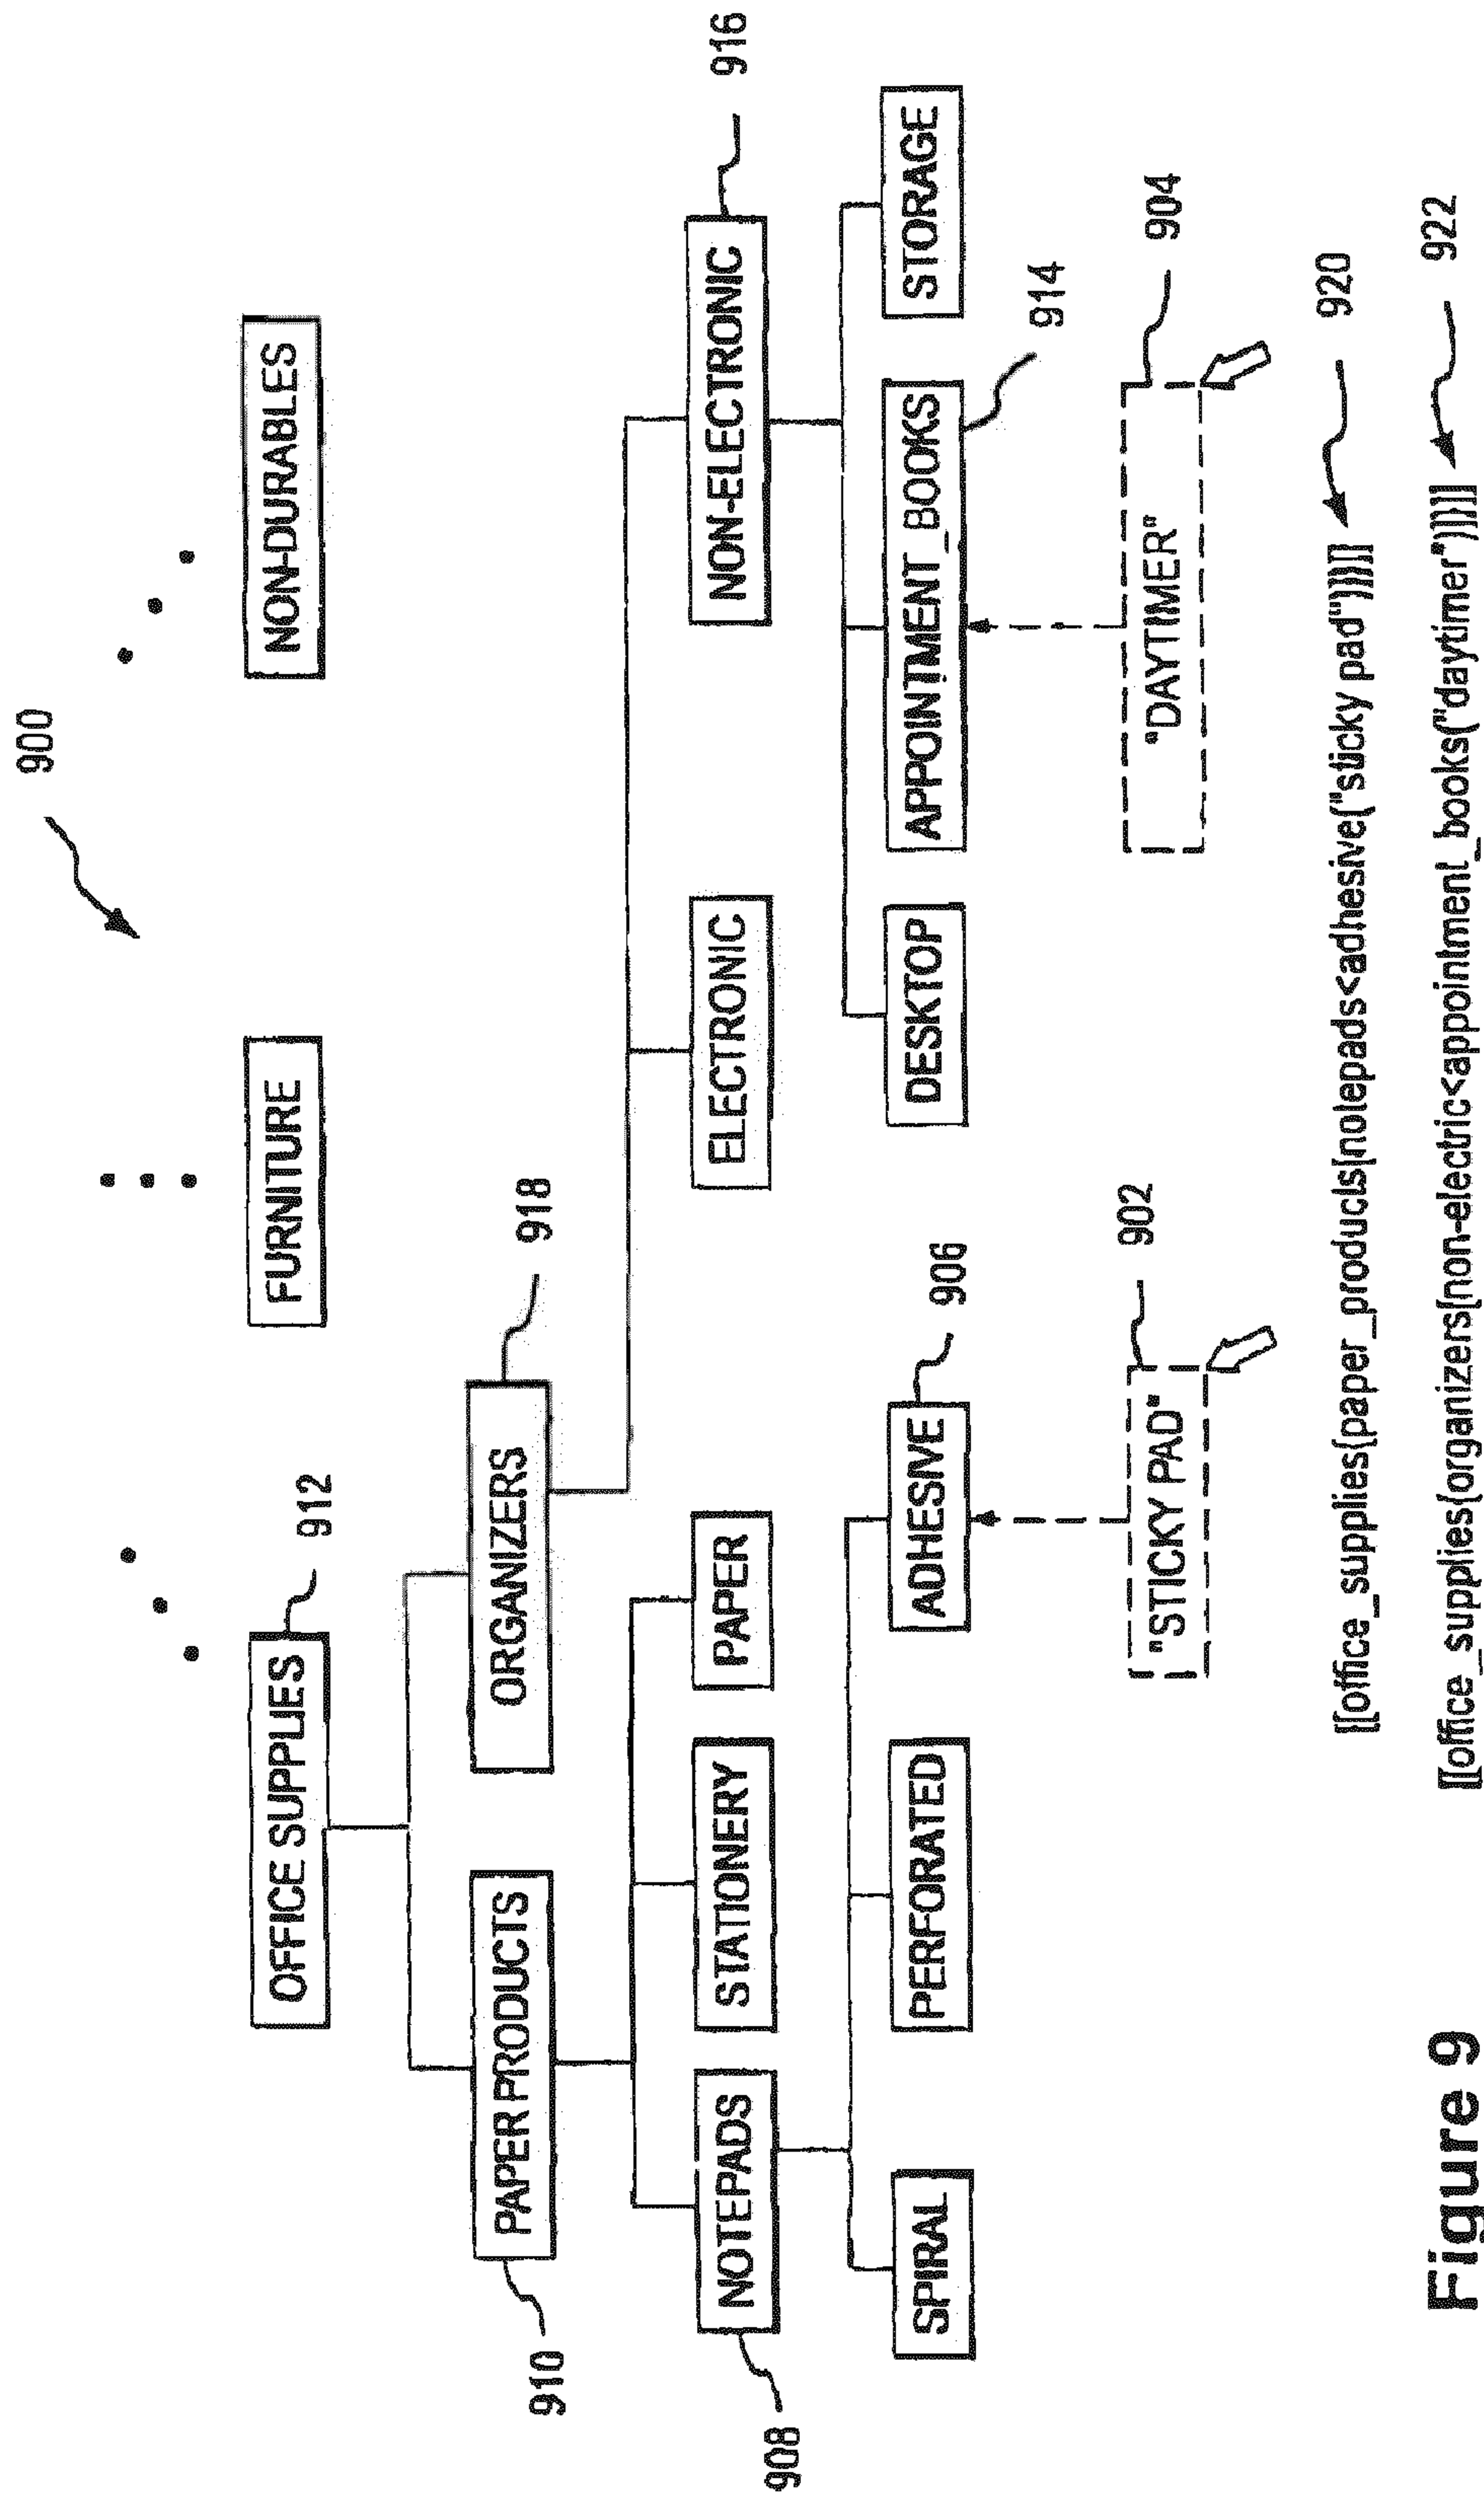 900
OFFICE SUPPLIES
912
FURNITURE
NON-DURABLES
910
PAPER PRODUCTS
ORGANIZERS
918
908
NOTEPADS
STATIONERY
PAPER
ELECTRONIC
NON-ELECTRONIC
916
SPIRAL
PERFORATED
ADHESIVE
906
DESKTOP
APPOINTMENT_BOOKS
914
STORAGE
"STICKY PAD"
902
"DAYTIMER"
904
[[office_supplies{paper_products[notepads<adhesive("sticky pad")]}]]
920
[[office_supplies{organizers[non-electric<appointment_books("daytimer")]}]]
922
Figure 9